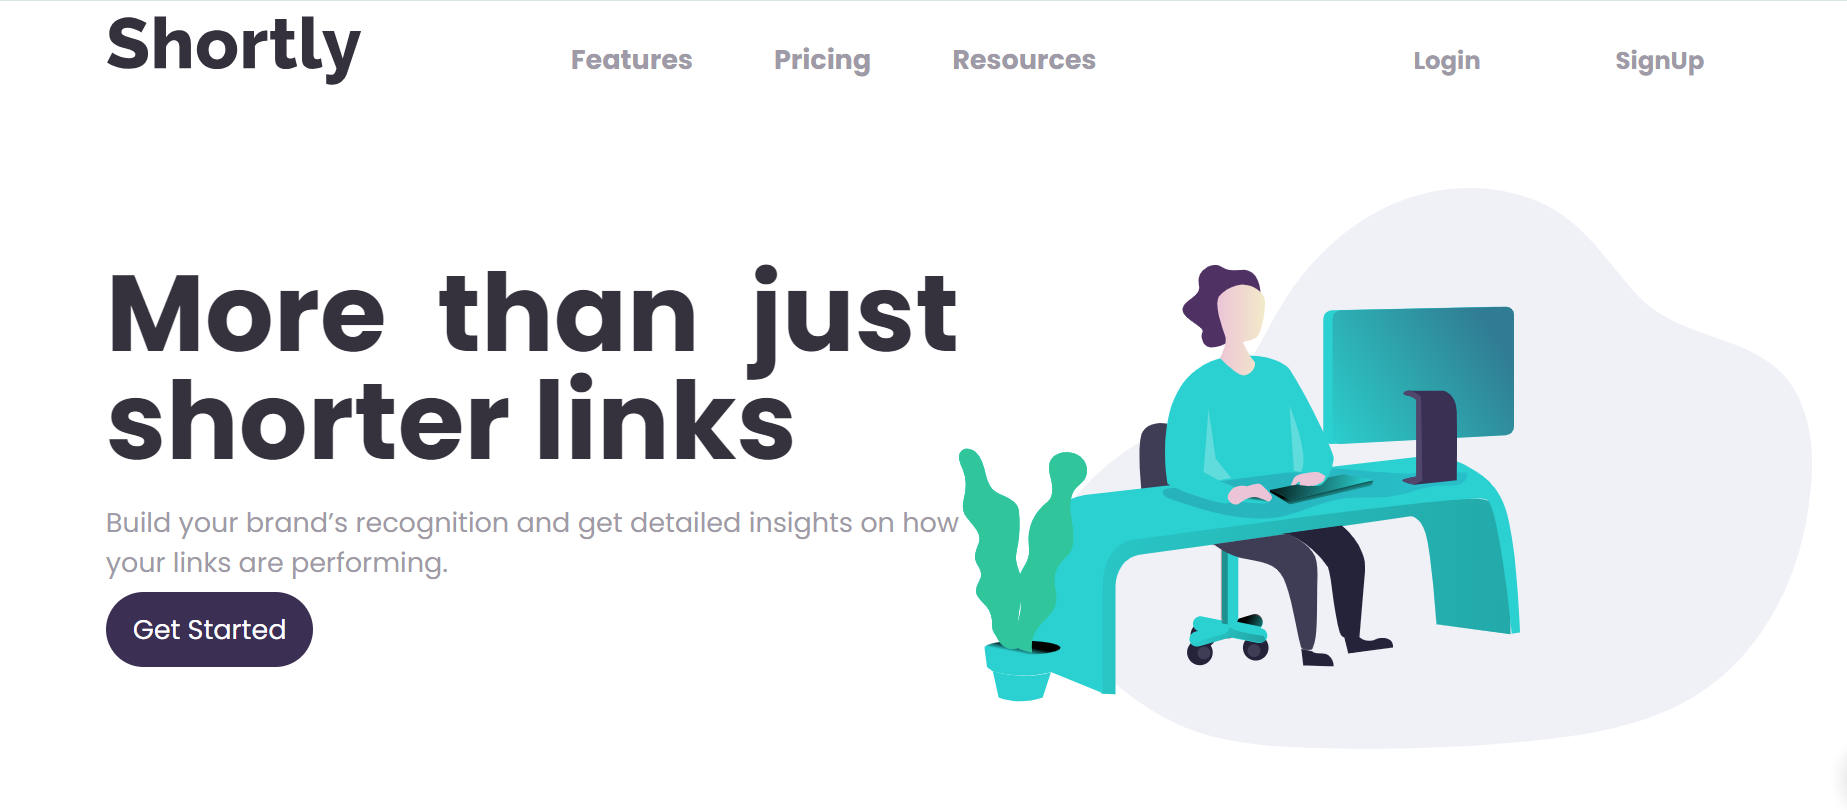 Shortly
Features
Pricing
Resources
Login
SignUp
More than just
shorter links
Build your brand’s recognition and get detailed insights on how
your links are performing.
Get Started